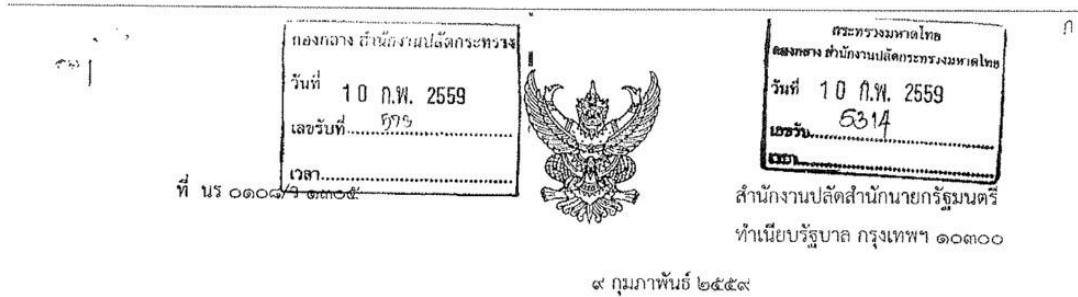 กองกลาง สำนักงานปลัดกระทรวง
วันที่ 10 ก.พ. 2559
เลขรับที่
เวลา
กระทรวงมหาดไทย
กองกลาง สำนักงานปลัดกระทรวงมหาดไทย
วันที่ 10 ก.พ. 2559
เลขรับ 5314
เวลา
ที่ นร ๐๑๐๘/ว ๑๓๐๕
สำนักงานปลัดสำนักนายกรัฐมนตรี
ทำเนียบรัฐบาล กรุงเทพฯ ๑๐๓๐๐
๙ กุมภาพันธ์ ๒๕๕๙